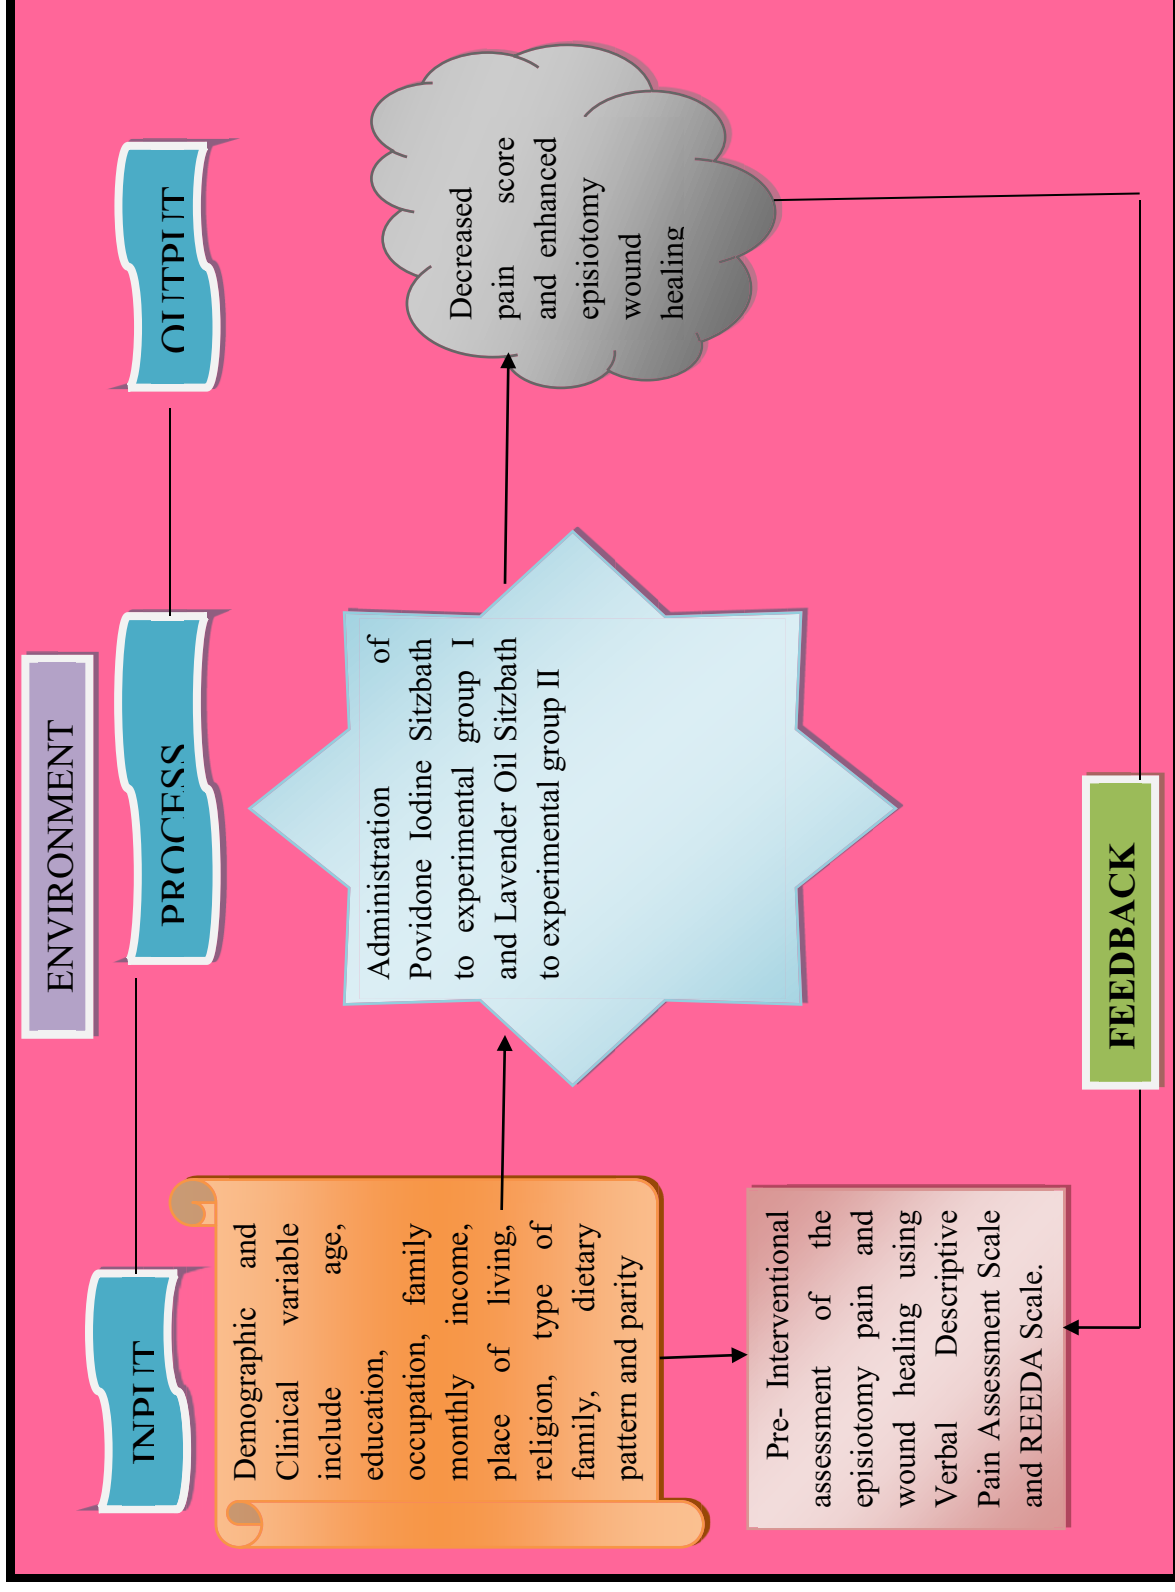 ENVIRONMENT
INPUT
PROCESS
OUTPUT
Demographic and
Clinical variable
include age,
education,
occupation, family
monthly income,
place of living,
religion, type of
family, dietary
pattern and parity
Administration of
Povidone Iodine Sitzbath
to experimental group I
and Lavender Oil Sitzbath
to experimental group II
Decreased
pain score
and enhanced
episiotomy
wound
healing
Pre- Interventional
assessment of the
episiotomy pain and
wound healing using
Verbal Descriptive
Pain Assessment Scale
and REEDA Scale.
FEEDBACK